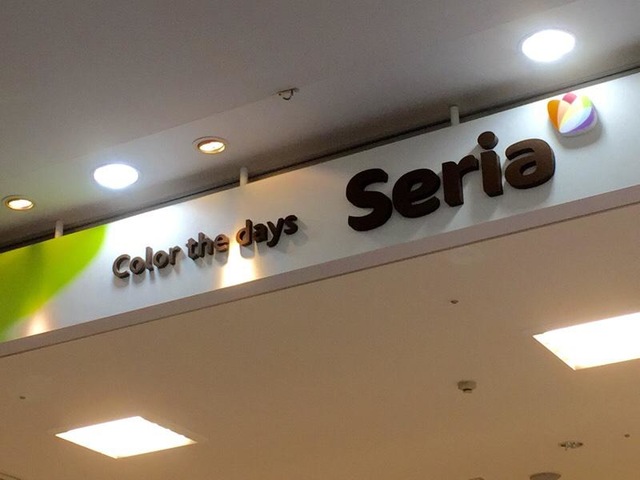 Color the days Seria